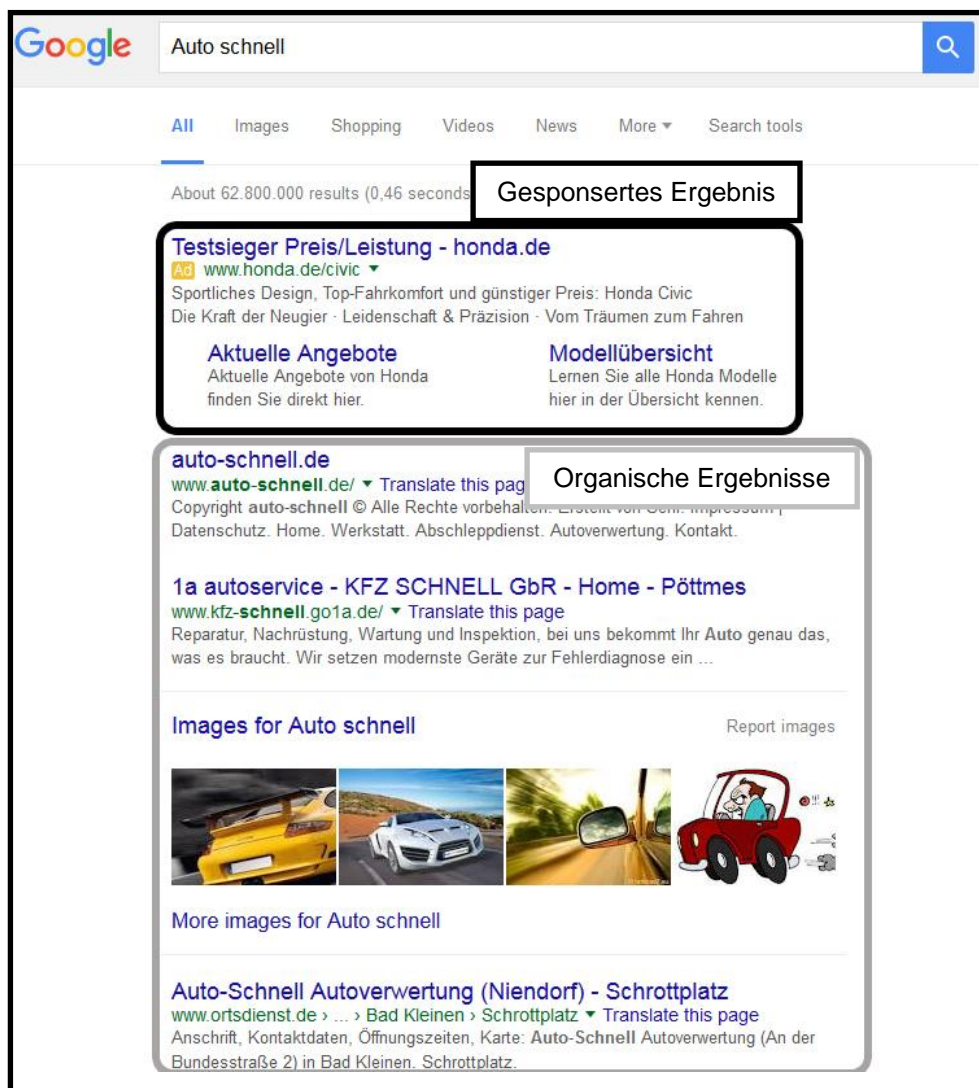 Google
Auto schnell
All Images Shopping Videos News More Search tools
About 62.800.000 results (0,46 seconds
Gesponsertes Ergebnis
Testsieger Preis/Leistung - honda.de
Ad www.honda.de/civic
Sportliches Design, Top-Fahrkomfort und günstiger Preis: Honda Civic
Die Kraft der Neugier · Leidenschaft & Präzision · Vom Träumen zum Fahren
Aktuelle Angebote
Aktuelle Angebote von Honda
finden Sie direkt hier.
Modellübersicht
Lernen Sie alle Honda Modelle
hier in der Übersicht kennen.
auto-schnell.de
Organische Ergebnisse
www.auto-schnell.de/ Translate this pag
Copyright auto-schnell © Alle Rechte vorbehalten. Erstellt von
Datenschutz. Home. Werkstatt. Abschleppdienst. Autoverwertung. Kontakt.
1a autoservice - KFZ SCHNELL GbR - Home - Pöttmes
www.kfz-schnell.go1a.de/ Translate this page
Reparatur, Nachrüstung, Wartung und Inspektion, bei uns bekommt Ihr Auto genau das,
was es braucht. Wir setzen modernste Geräte zur Fehlerdiagnose ein ...
Images for Auto schnell
Report images
More images for Auto schnell
Auto-Schnell Autoverwertung (Niendorf) - Schrottplatz
www.ortsdienst.de › ... › Bad Kleinen › Schrottplatz Translate this page
Anschrift, Kontaktdaten, Öffnungszeiten, Karte: Auto-Schnell Autoverwertung (An der
Bundesstraße 2) in Bad Kleinen. Schrottplatz.